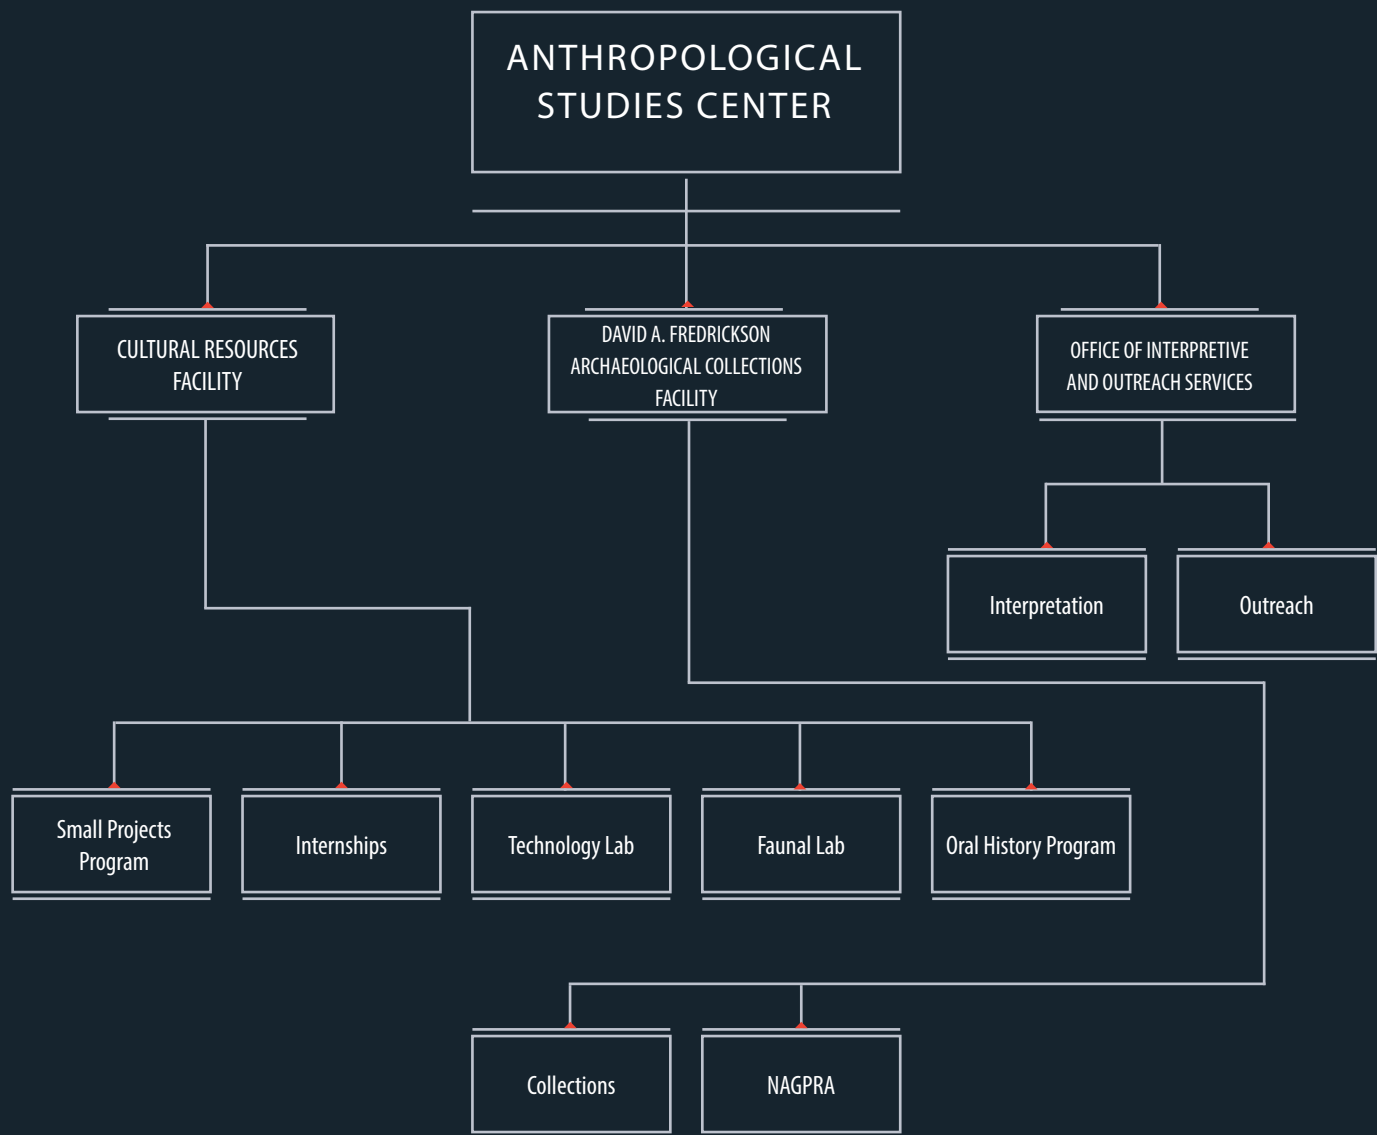 ANTHROPOLOGICAL
STUDIES CENTER
CULTURAL RESOURCES
FACILITY
DAVID A. FREDRICKSON
ARCHAEOLOGICAL COLLECTIONS
FACILITY
OFFICE OF INTERPRETIVE
AND OUTREACH SERVICES
Interpretation
Outreach
Small Projects
Program
Internships
Technology Lab
Faunal Lab
Oral History Program
Collections
NAGPRA